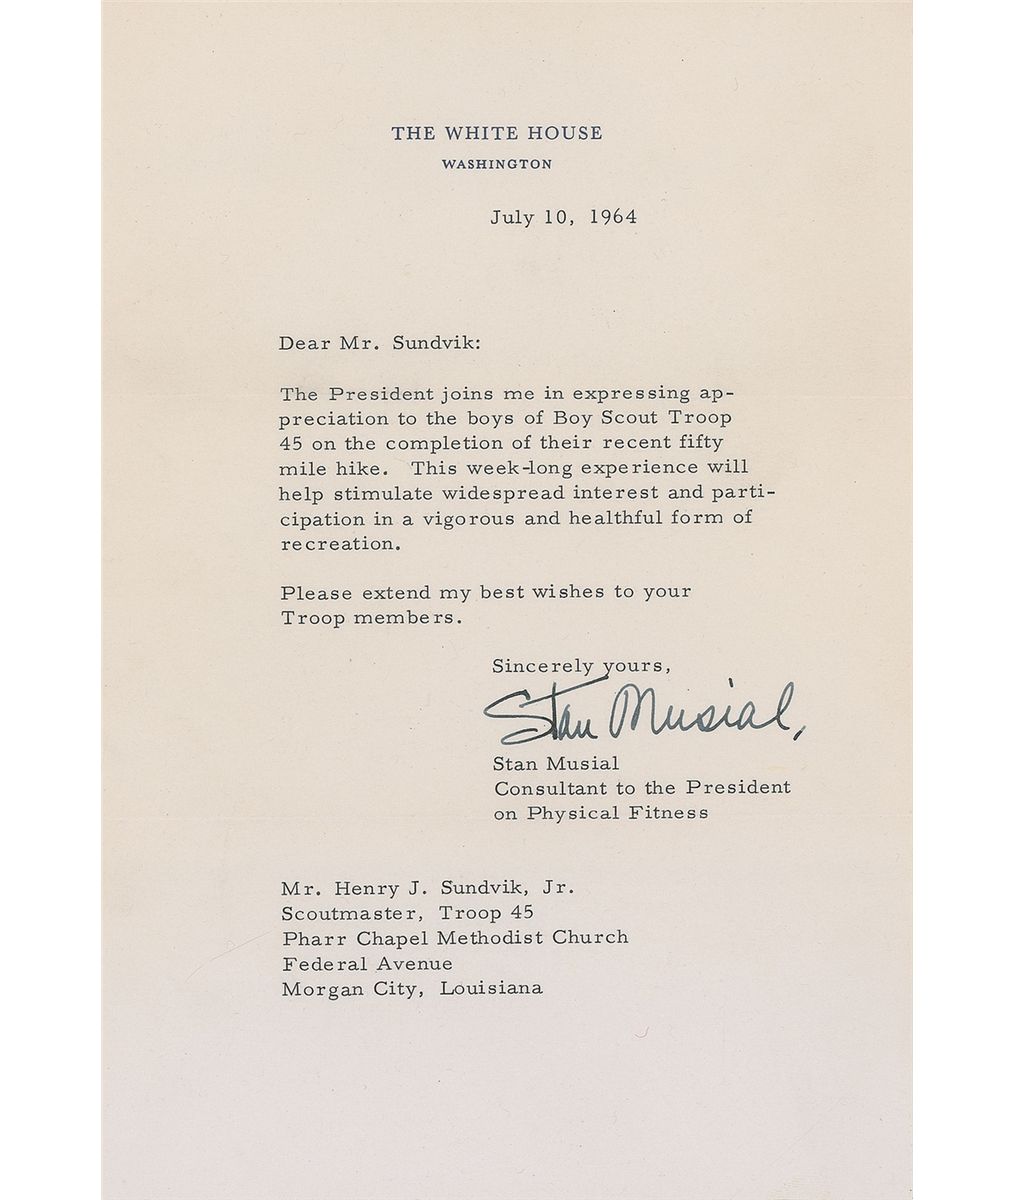 THE WHITE HOUSE
WASHINGTON
July 10, 1964
Dear Mr. Sundvik:
The President joins me in expressing ap-
preciation to the boys of Boy Scout Troop
45 on the completion of their recent fifty
mile hike. This week-long experience will
help stimulate widespread interest and parti-
cipation in a vigorous and healthful form of
recreation.
Please extend my best wishes to your
Troop members.
Sincerely yours,
Stan Musial,
Stan Musial
Consultant to the President
on Physical Fitness
Mr. Henry J. Sundvik, Jr.
Scoutmaster, Troop 45
Pharr Chapel Methodist Church
Federal Avenue
Morgan City, Louisiana